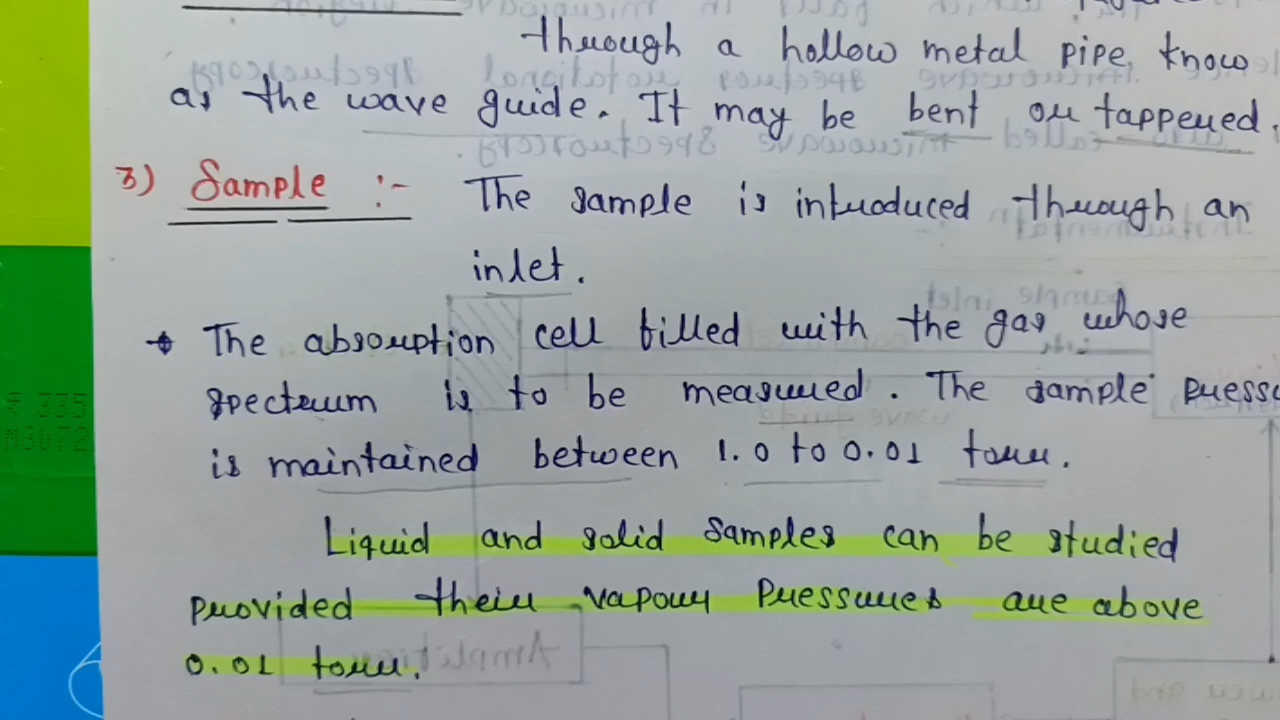 through a hollow metal pipe, know
as the wave guide. It may be bent or tappered.
3) Sample :- The sample is introduced through an
inlet.
The absorption cell filled with the gas whose
spectrum is to be measured. The sample
is maintained between 1.0 to 0.01 torr.
Liquid and solid samples can be studied
provided their vapour Pressures are above
0.01 torr.